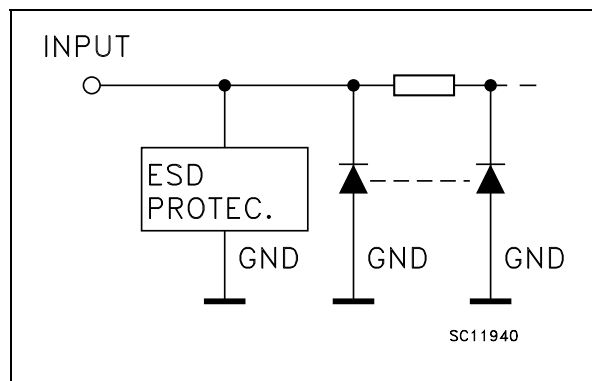 INPUT
ESD
PROTEC.
GND
GND
GND
SC11940